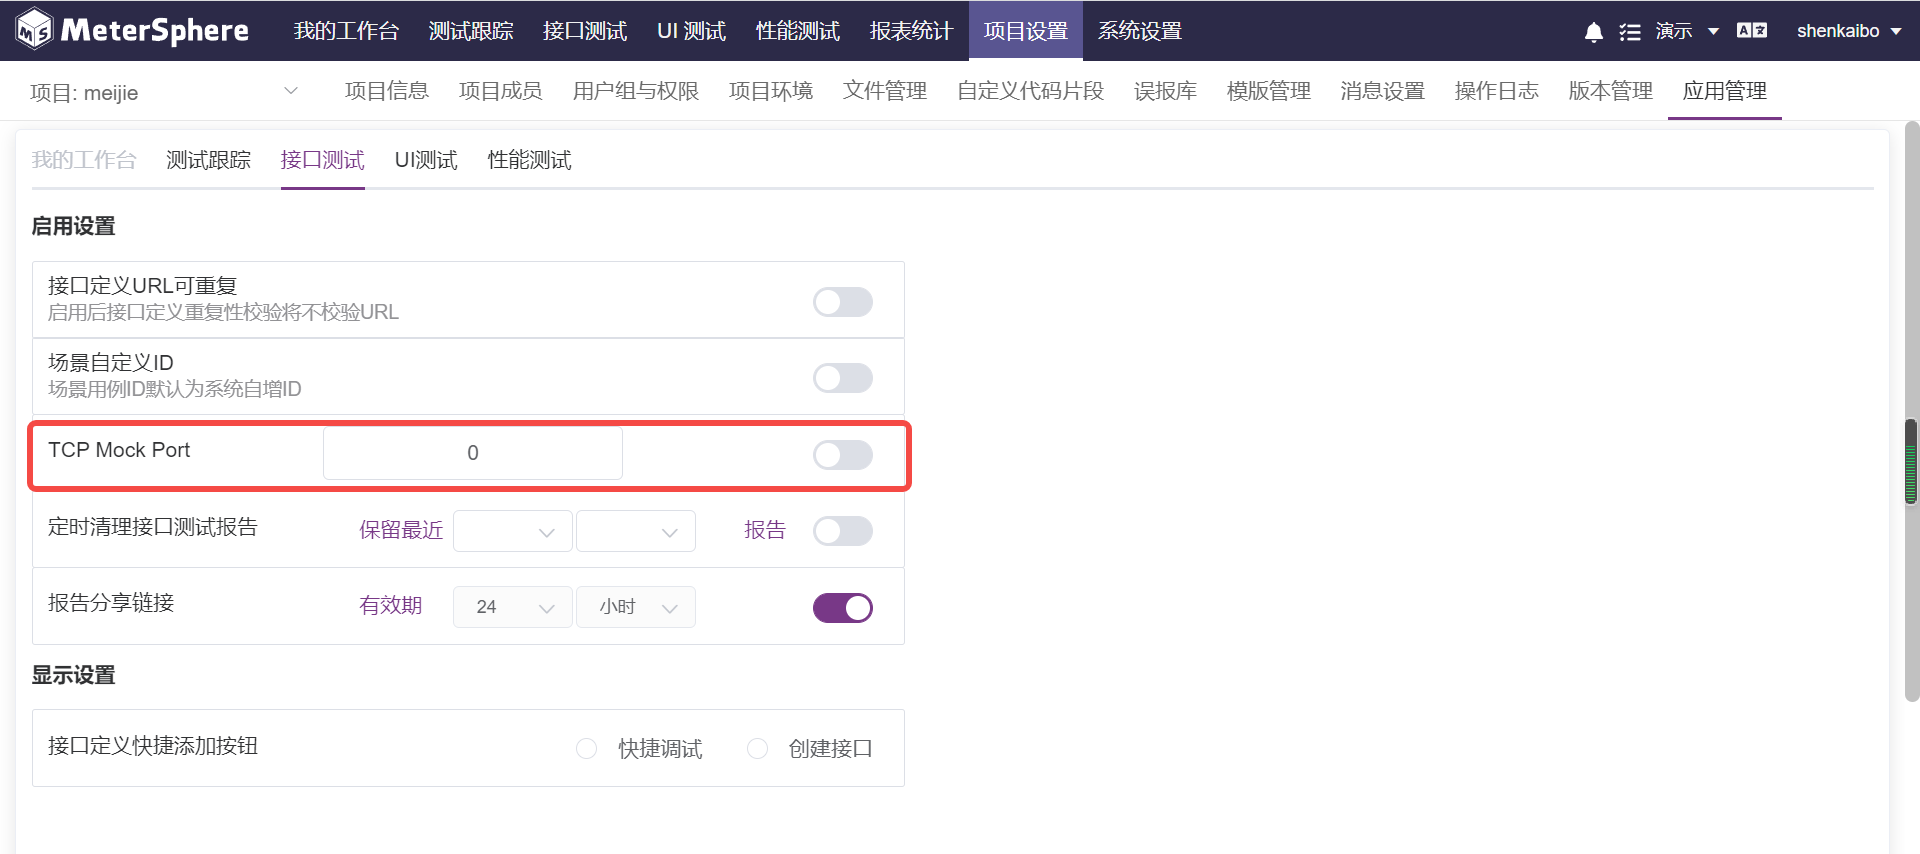 MeterSphere 我的工作台 测试跟踪 接口测试 UI 测试 性能测试 报表统计 项目设置 系统设置 演示 shenkaibo
项目: meijie 项目信息 项目成员 用户组与权限 项目环境 文件管理 自定义代码片段 误报库 模版管理 消息设置 操作日志 版本管理 应用管理
我的工作台 测试跟踪 接口测试 UI测试 性能测试
启用设置
接口定义URL可重复
启用后接口定义重复性校验将不校验URL
场景自定义ID
场景用例ID默认为系统自增ID
TCP Mock Port 0
定时清理接口测试报告 保留最近 报告
报告分享链接 有效期 24 小时
显示设置
接口定义快捷添加按钮 快捷调试 创建接口